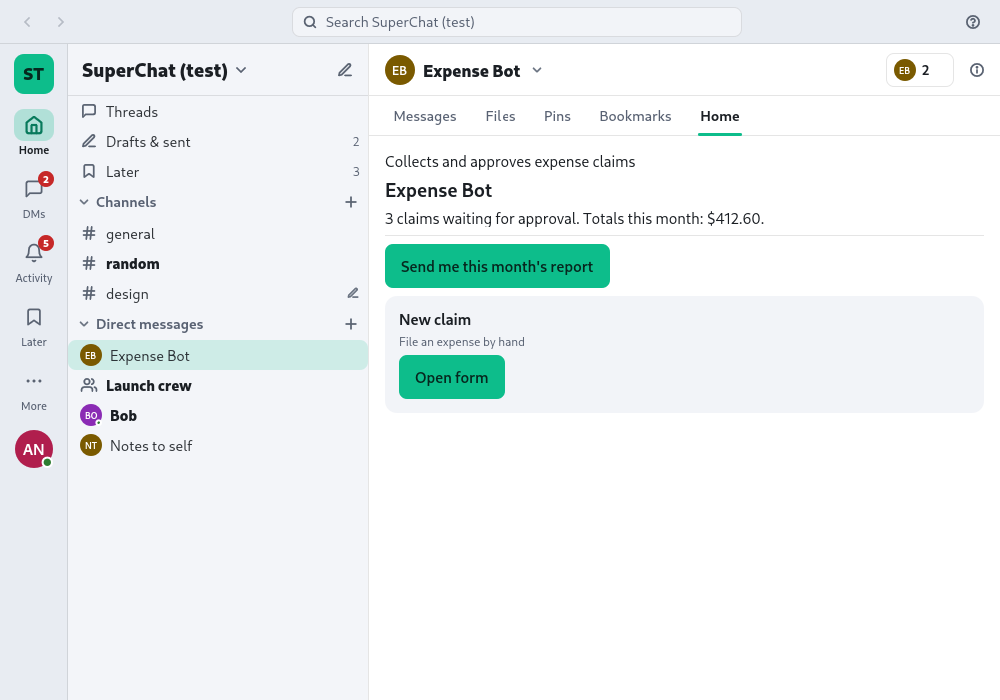 Search SuperChat (test)
ST
Home
2
DMs
5
Activity
Later
More
AN
SuperChat (test)
Threads
Drafts & sent 2
Later 3
Channels
general
random
design
Direct messages
EB Expense Bot
Launch crew
BO Bob
NT Notes to self
EB Expense Bot
EB 2
Messages Files Pins Bookmarks Home
Collects and approves expense claims
Expense Bot
3 claims waiting for approval. Totals this month: $412.60.
Send me this month's report
New claim
File an expense by hand
Open form